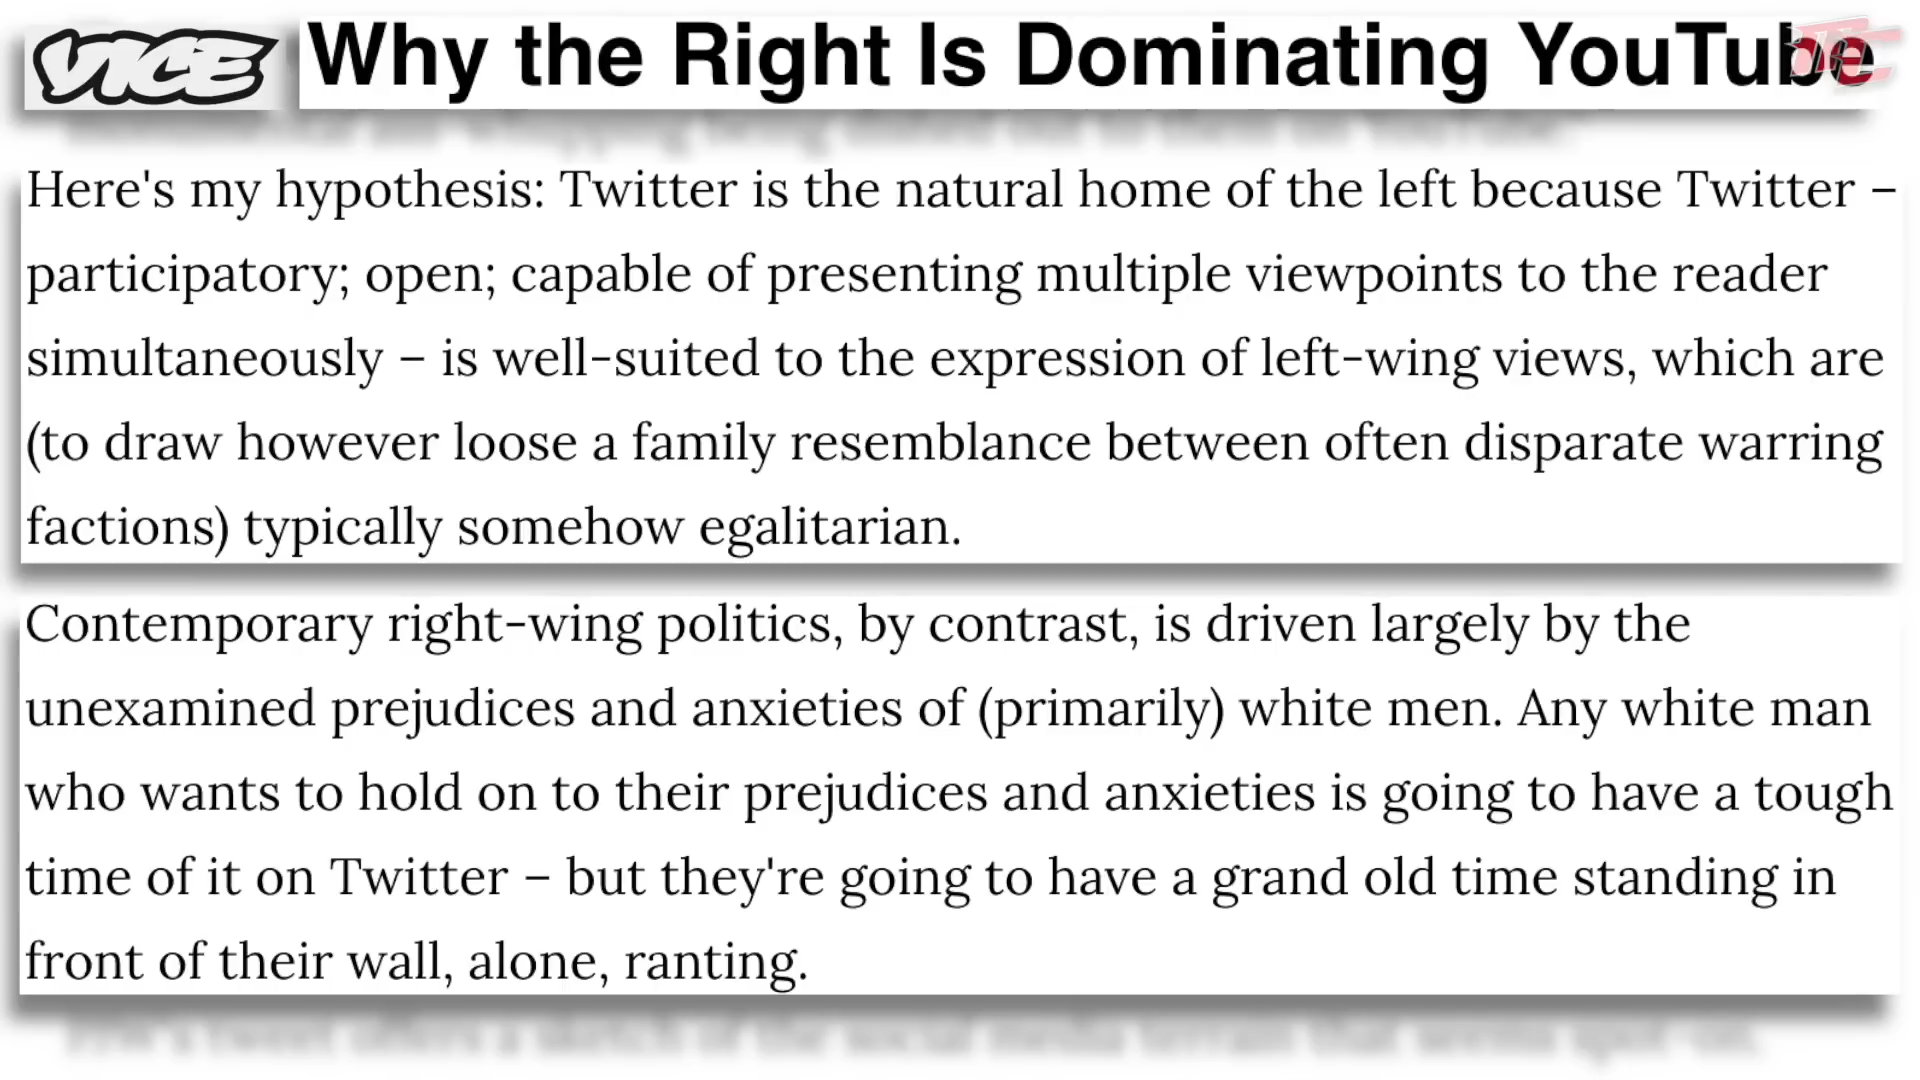 VICE Why the Right Is Dominating YouTube
Here's my hypothesis: Twitter is the natural home of the left because Twitter –
participatory; open; capable of presenting multiple viewpoints to the reader
simultaneously – is well-suited to the expression of left-wing views, which are
(to draw however loose a family resemblance between often disparate warring
factions) typically somehow egalitarian.
Contemporary right-wing politics, by contrast, is driven largely by the
unexamined prejudices and anxieties of (primarily) white men. Any white man
who wants to hold on to their prejudices and anxieties is going to have a tough
time of it on Twitter – but they're going to have a grand old time standing in
front of their wall, alone, ranting.